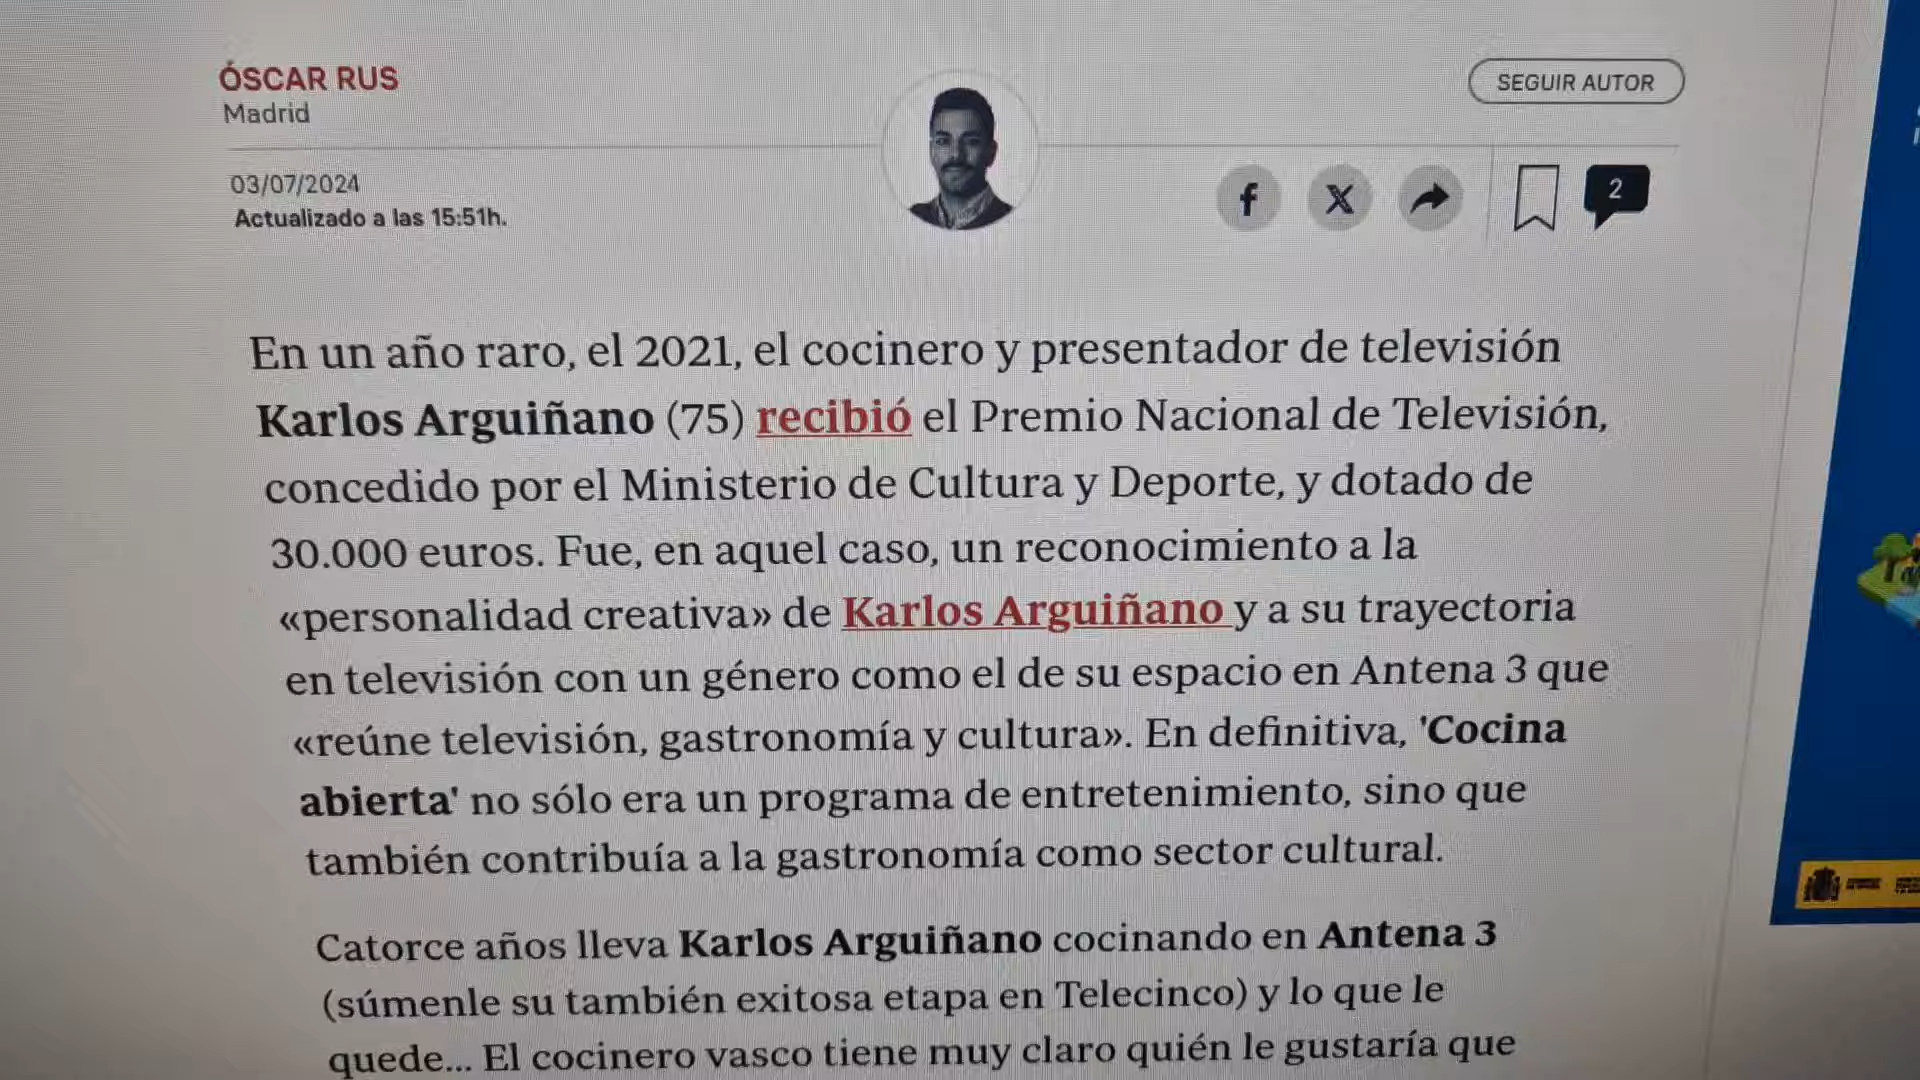 ÓSCAR RUS
Madrid
SEGUIR AUTOR
03/07/2024
Actualizado a las 15:51h.
2
En un año raro, el 2021, el cocinero y presentador de televisión
Karlos Arguiñano (75) recibió el Premio Nacional de Televisión,
concedido por el Ministerio de Cultura y Deporte, y dotado de
30.000 euros. Fue, en aquel caso, un reconocimiento a la
«personalidad creativa» de Karlos Arguiñano y a su trayectoria
en televisión con un género como el de su espacio en Antena 3 que
«reúne televisión, gastronomía y cultura». En definitiva, 'Cocina
abierta' no sólo era un programa de entretenimiento, sino que
también contribuía a la gastronomía como sector cultural.
Catorce años lleva Karlos Arguiñano cocinando en Antena 3
(súmenle su también exitosa etapa en Telecinco) y lo que le
quede... El cocinero vasco tiene muy claro quién le gustaría que